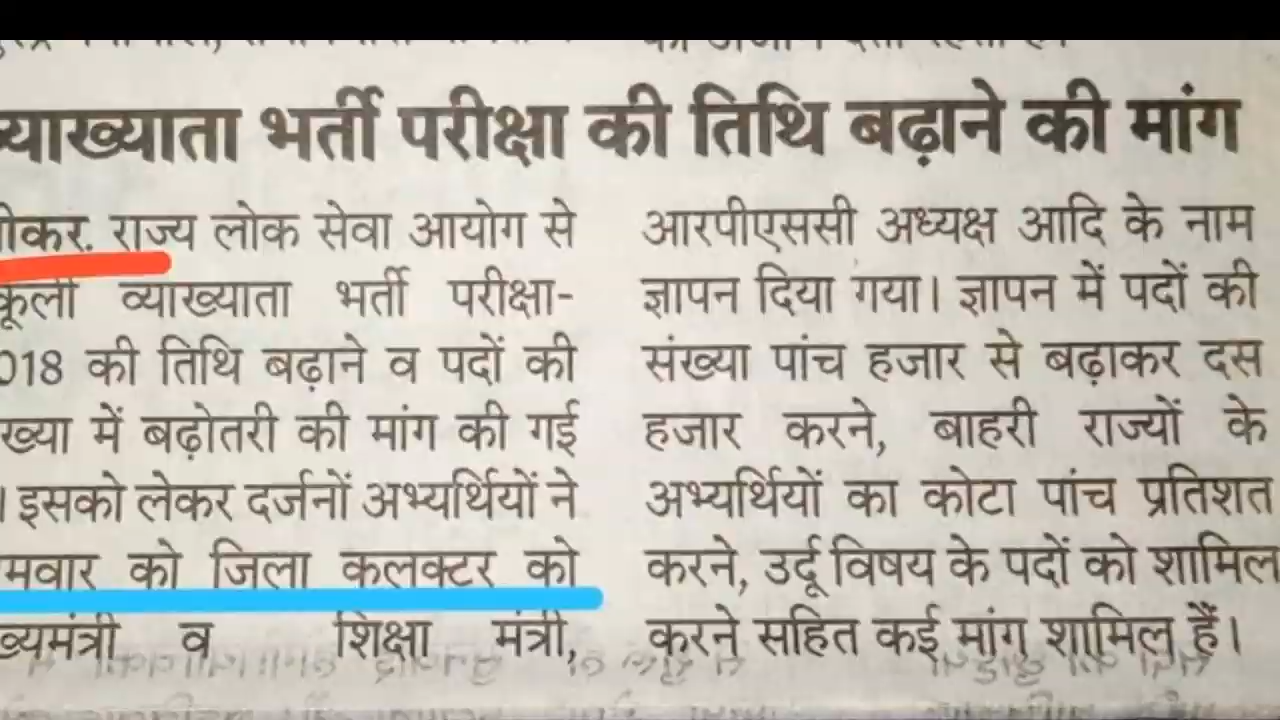 व्याख्याता भर्ती परीक्षा की तिथि बढ़ाने की मांग
ीकर. राज्य लोक सेवा आयोग से
कूली व्याख्याता भर्ती परीक्षा-
018 की तिथि बढ़ाने व पदों की
ख्या में बढ़ोतरी की मांग की गई
। इसको लेकर दर्जनों अभ्यर्थियों ने
मवार को जिला कलक्टर को
ख्यमंत्री व शिक्षा मंत्री,
आरपीएससी अध्यक्ष आदि के नाम
ज्ञापन दिया गया। ज्ञापन में पदों की
संख्या पांच हजार से बढ़ाकर दस
हजार करने, बाहरी राज्यों के
अभ्यर्थियों का कोटा पांच प्रतिशत
करने, उर्दू विषय के पदों को शामिल
करने सहित कई मांग शामिल हैं।